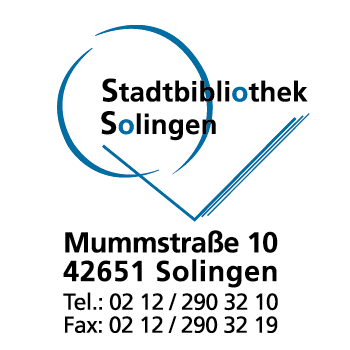 Stadtbibliothek
Solingen
Mummstraße 10
42651 Solingen
Tel.: 02 12 / 290 32 10
Fax: 02 12 / 290 32 19